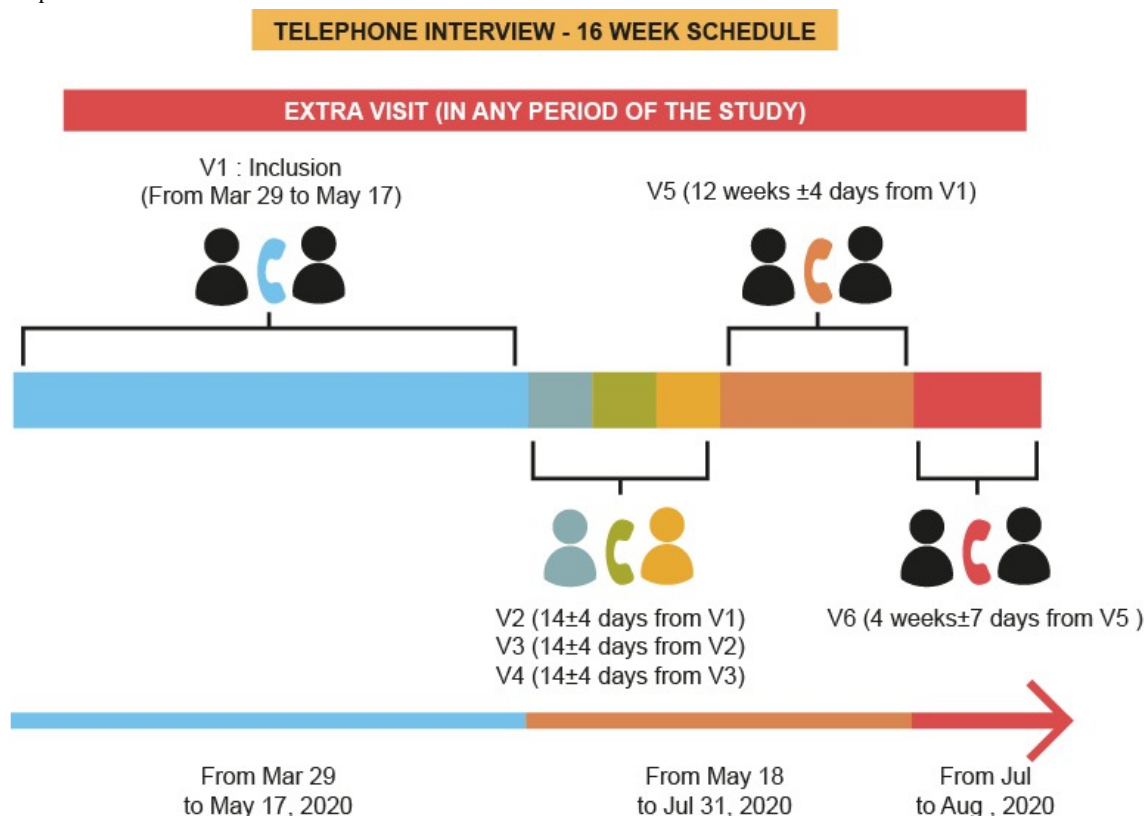 TELEPHONE INTERVIEW - 16 WEEK SCHEDULE
EXTRA VISIT (IN ANY PERIOD OF THE STUDY)
V1 : Inclusion
(From Mar 29 to May 17)
V5 (12 weeks ±4 days from V1)
V2 (14±4 days from V1)
V3 (14±4 days from V2)
V4 (14±4 days from V3)
V6 (4 weeks±7 days from V5 )
From Mar 29
to May 17, 2020
From May 18
to Jul 31, 2020
From Jul
to Aug , 2020